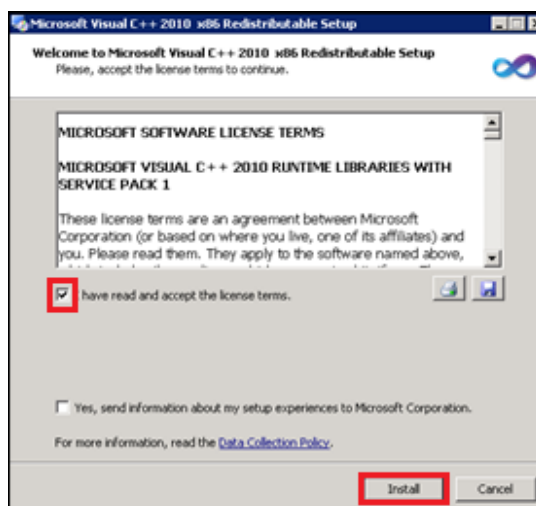 Microsoft Visual C++ 2010 x86 Redistributable Setup
Welcome to Microsoft Visual C++ 2010 x86 Redistributable Setup
Please, accept the license terms to continue.
MICROSOFT SOFTWARE LICENSE TERMS
MICROSOFT VISUAL C++ 2010 RUNTIME LIBRARIES WITH
SERVICE PACK 1
These license terms are an agreement between Microsoft
Corporation (or based on where you live, one of its affiliates) and
you. Please read them. They apply to the software named above,
have read and accept the license terms.
Yes, send information about my setup experiences to Microsoft Corporation.
For more information, read the Data Collection Policy.
Install
Cancel